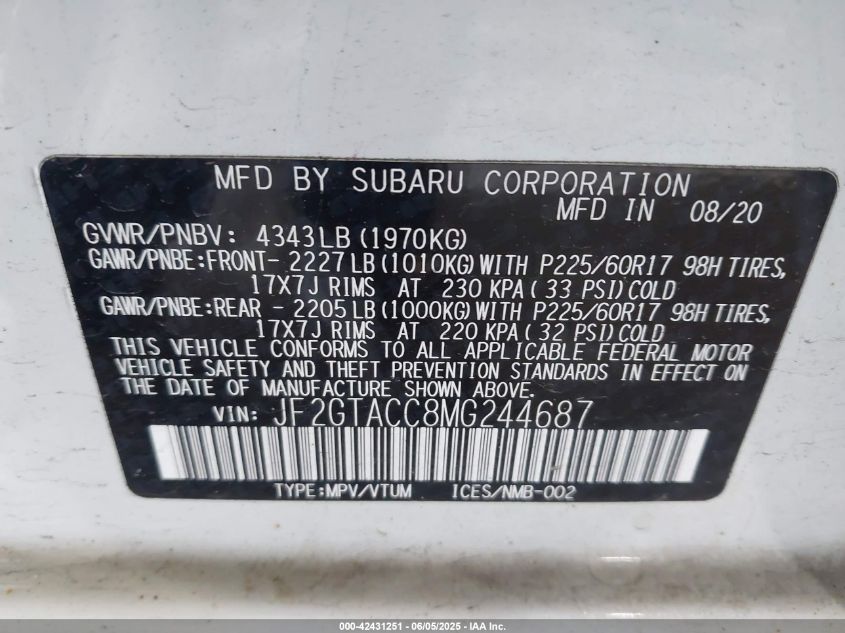 MFD BY SUBARU CORPORATION
MFD IN 08/20
GVWR/PNBV: 4343LB (1970KG)
GAWR/PNBE:FRONT- 2227LB (1010KG) WITH P225/60R17 98H TIRES,
17X7J RIMS AT 230 KPA ( 33 PSI) COLD
GAWR/PNBE:REAR - 2205LB (1000KG) WITH P225/60R17 98H TIRES,
17X7J RIMS AT 220 KPA ( 32 PSI) COLD
THIS VEHICLE CONFORMS TO ALL APPLICABLE FEDERAL MOTOR
VEHICLE SAFETY AND THEFT PREVENTION STANDARDS IN EFFECT ON
THE DATE OF MANUFACTURE SHOWN ABOVE.
VIN: JF2GTACC8MG244687
TYPE:MPV/VTUM ICES/NMB-002
000-42431251 - 06/05/2025 - IAA Inc.